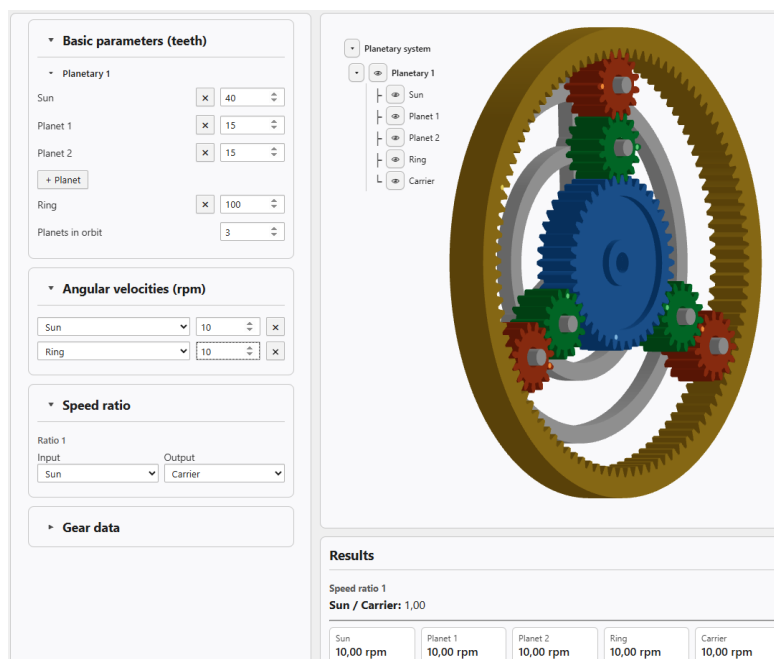 Basic parameters (teeth)
Planetary 1
Sun 40
Planet 1 15
Planet 2 15
+ Planet
Ring 100
Planets in orbit 3
Angular velocities (rpm)
Sun 10
Ring 10
Speed ratio
Ratio 1
Input Output
Sun Carrier
Gear data
Planetary system
Planetary 1
Sun
Planet 1
Planet 2
Ring
Carrier
Results
Speed ratio 1
Sun / Carrier: 1,00
Sun Planet 1 Planet 2 Ring Carrier
10,00 rpm 10,00 rpm 10,00 rpm 10,00 rpm 10,00 rpm